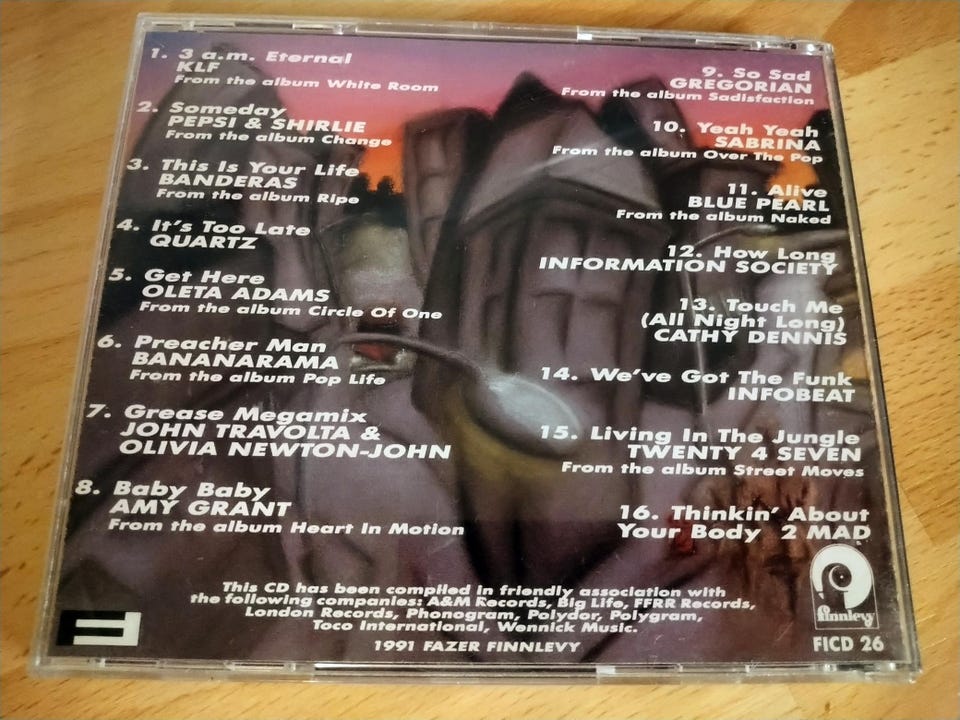 1. 3 a.m. Eternal
KLF
From the album White Room
2. Someday
PEPSI & SHIRLIE
From the album Change
3. This Is Your Life
BANDERAS
From the album Ripe
4. It's Too Late
QUARTZ
5. Get Here
OLETA ADAMS
From the album Circle Of One
6. Preacher Man
BANANARAMA
From the album Pop Life
7. Grease Megamix
JOHN TRAVOLTA &
OLIVIA NEWTON-JOHN
8. Baby Baby
AMY GRANT
From the album Heart In Motion
9. So Sad
GREGORIAN
From the album Sadisfaction
10. Yeah Yeah
SABRINA
From the album Over The Pop
11. Alive
BLUE PEARL
From the album Naked
12. How Long
INFORMATION SOCIETY
13. Touch Me
(All Night Long)
CATHY DENNIS
14. We've Got The Funk
INFOBEAT
15. Living In The Jungle
TWENTY 4 SEVEN
From the album Street Moves
16. Thinkin' About
Your Body 2 MAD
This CD has been compiled in friendly association with
the following companies: A&M Records, Big Life, FFRR Records,
London Records, Phonogram, Polydor, Polygram,
Toco International, Wennick Music.
1991 FAZER FINNLEVY
finnlevy
FICD 26